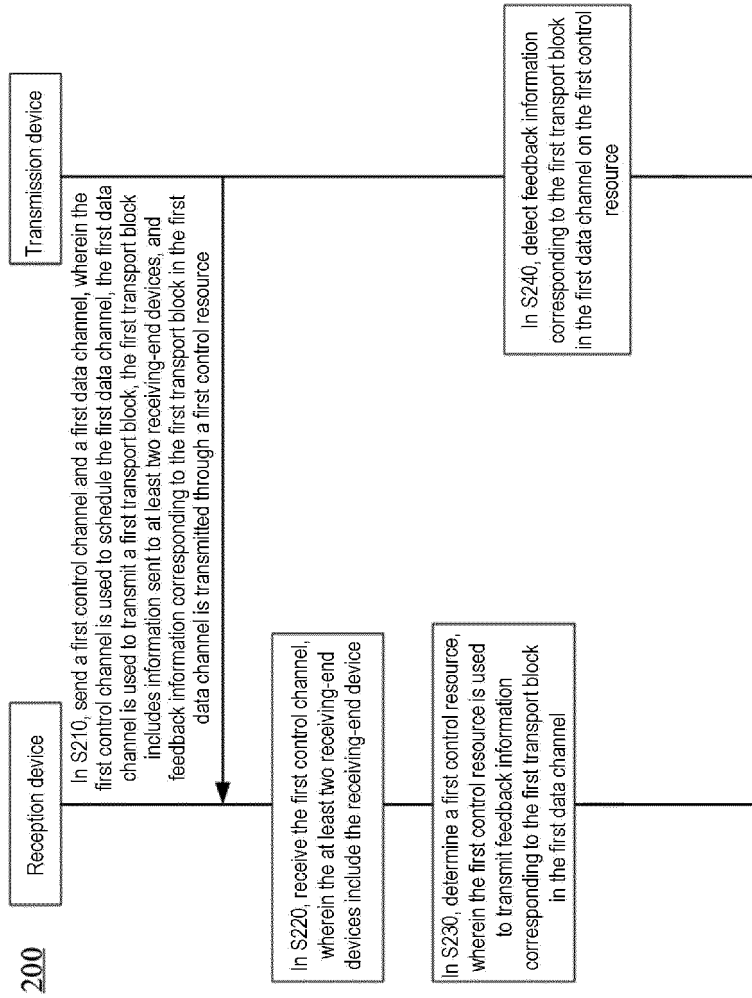 200
Reception device
Transmission device
In S210, send a first control channel and a first data channel, wherein the
first control channel is used to schedule the first data channel, the first data
channel is used to transmit a first transport block, the first transport block
includes information sent to at least two receiving-end devices, and
feedback information corresponding to the first transport block in the first
data channel is transmitted through a first control resource
In S220, receive the first control channel,
wherein the at least two receiving-end
devices include the receiving-end device
In S230, determine a first control resource,
wherein the first control resource is used
to transmit feedback information
corresponding to the first transport block
in the first data channel
In S240, detect feedback information
corresponding to the first transport block
in the first data channel on the first control
resource